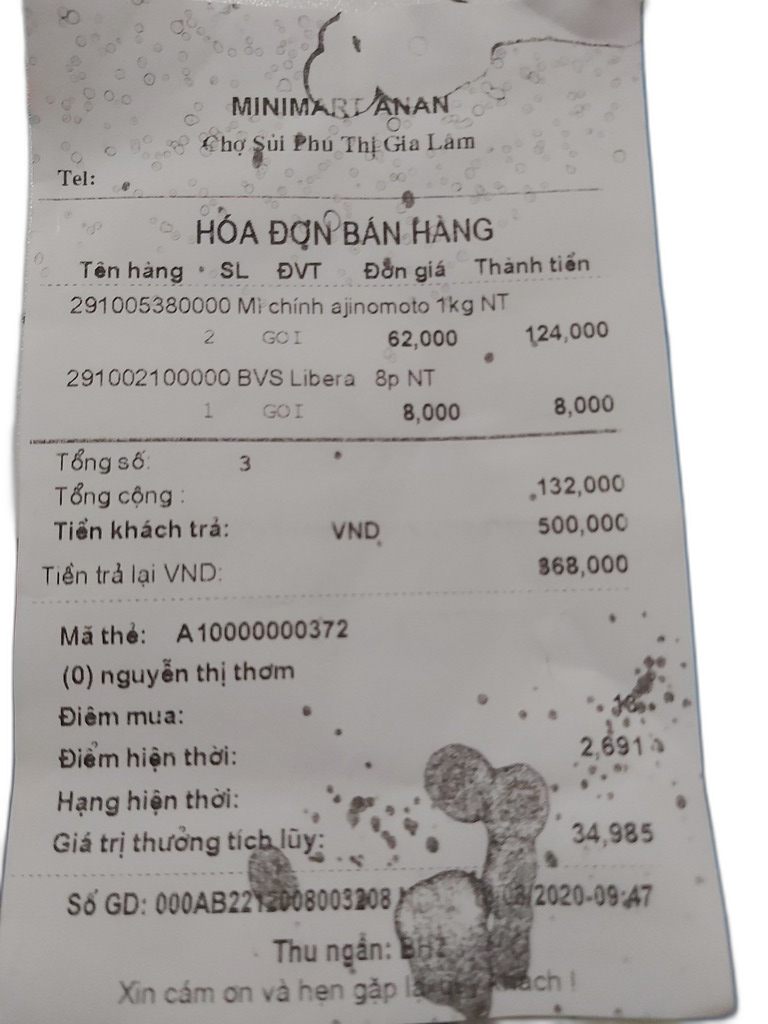 MINIMART ANAN
Chợ Sủi Phú Thị Gia Lâm
Tel:
HÓA ĐƠN BÁN HÀNG
Tên hàng SL ĐVT Đơn giá Thành tiền
291005380000 Mì chính ajinomoto 1kg NT
2 GOI 62,000 124,000
291002100000 BVS Libera 8p NT
1 GOI 8,000 8,000
Tổng số: 3
Tổng cộng : 132,000
Tiền khách trả: VND 500,000
Tiền trả lại VND: 368,000
Mã thẻ: A10000000372
(0) nguyễn thị thơm
Điểm mua:
Điểm hiện thời: 2,691
Hạng hiện thời:
Giá trị thưởng tích lũy: 34,985
Số GD: 000AB2212008003208 /2020-09:47
Thu ngân:
Xin cám ơn và hẹn gặp lại quý khách !